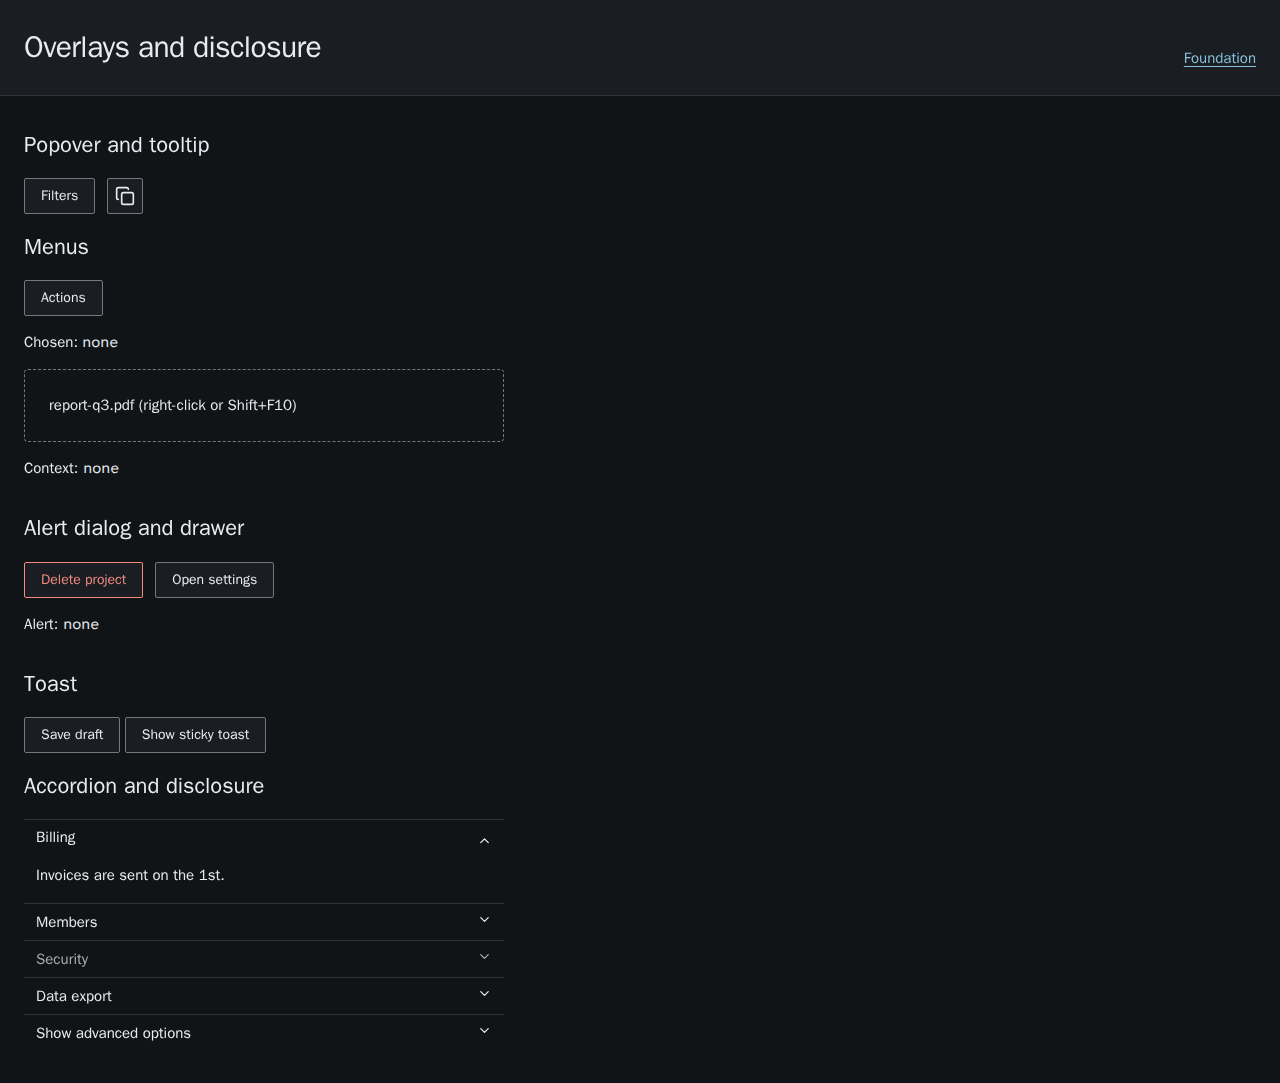 Overlays and disclosure
Foundation
Popover and tooltip
Filters
Menus
Actions
Chosen: none
report-q3.pdf (right-click or Shift+F10)
Context: none
Alert dialog and drawer
Delete project Open settings
Alert: none
Toast
Save draft Show sticky toast
Accordion and disclosure
Billing
Invoices are sent on the 1st.
Members
Security
Data export
Show advanced options